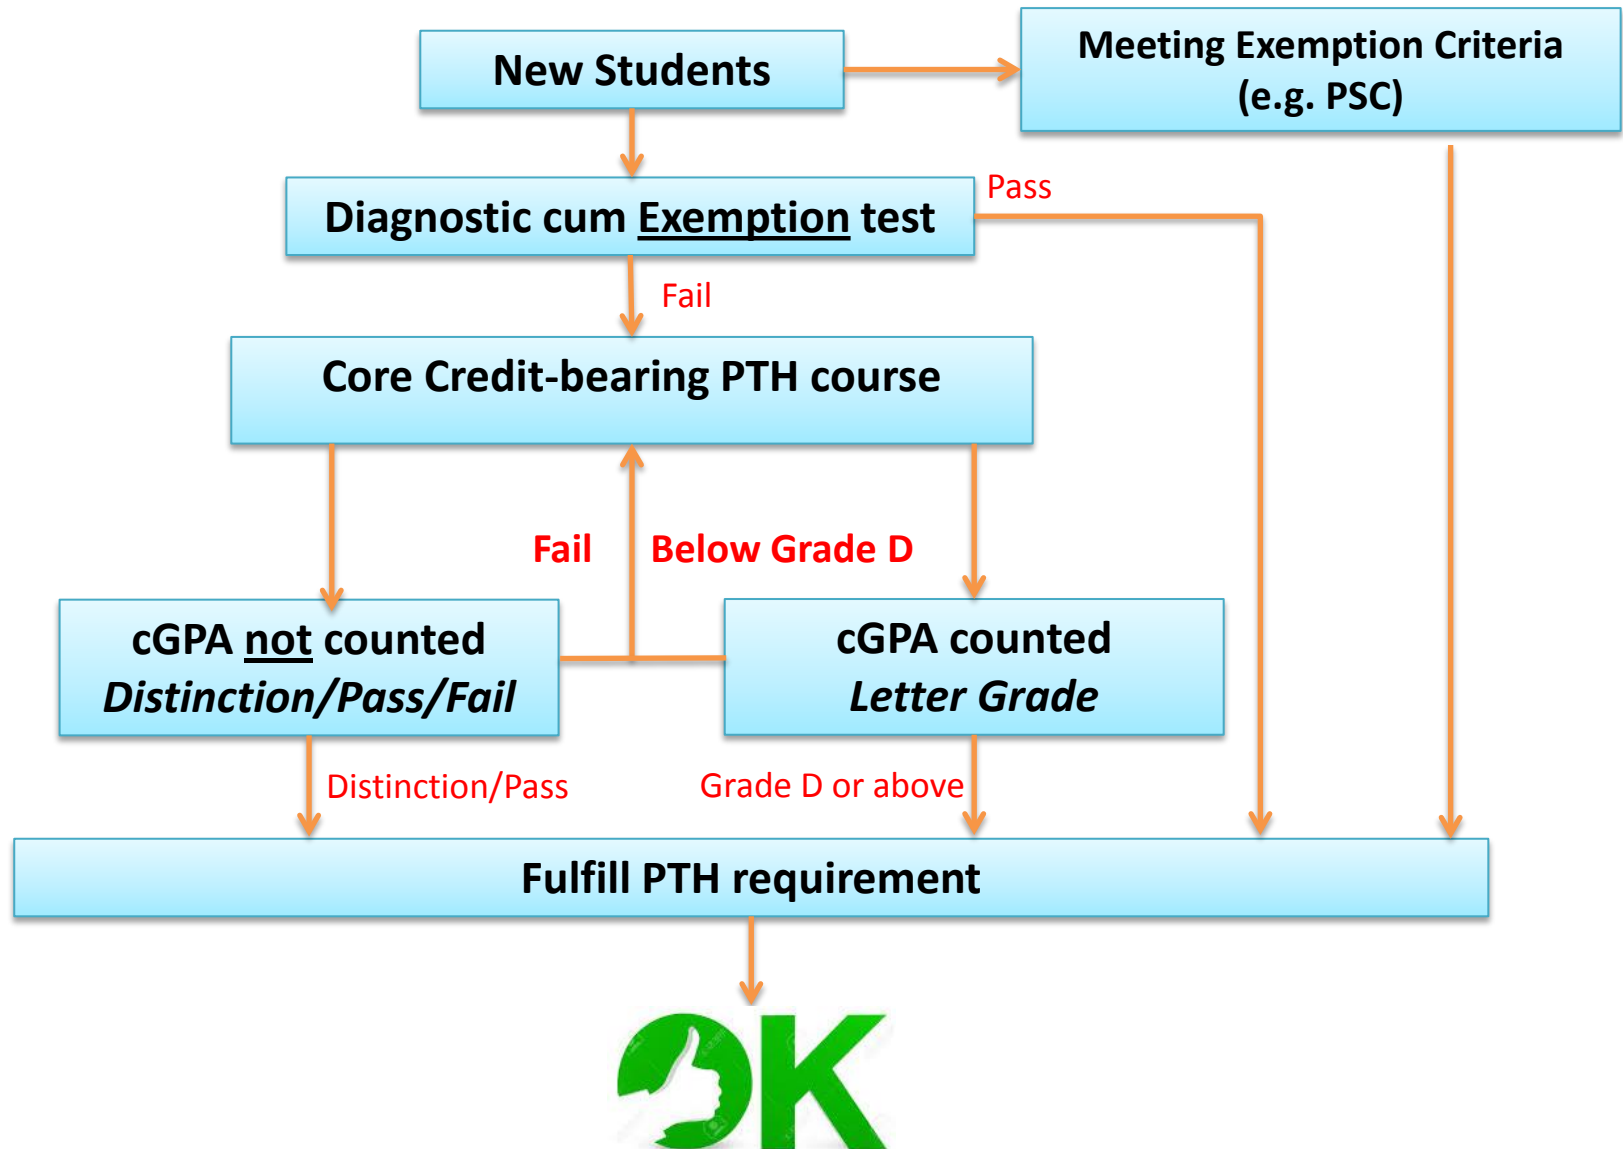 New Students
Meeting Exemption Criteria
(e.g. PSC)
Diagnostic cum Exemption test
Pass
Fail
Core Credit-bearing PTH course
Fail
Below Grade D
cGPA not counted
Distinction/Pass/Fail
cGPA counted
Letter Grade
Distinction/Pass
Grade D or above
Fulfill PTH requirement
OK